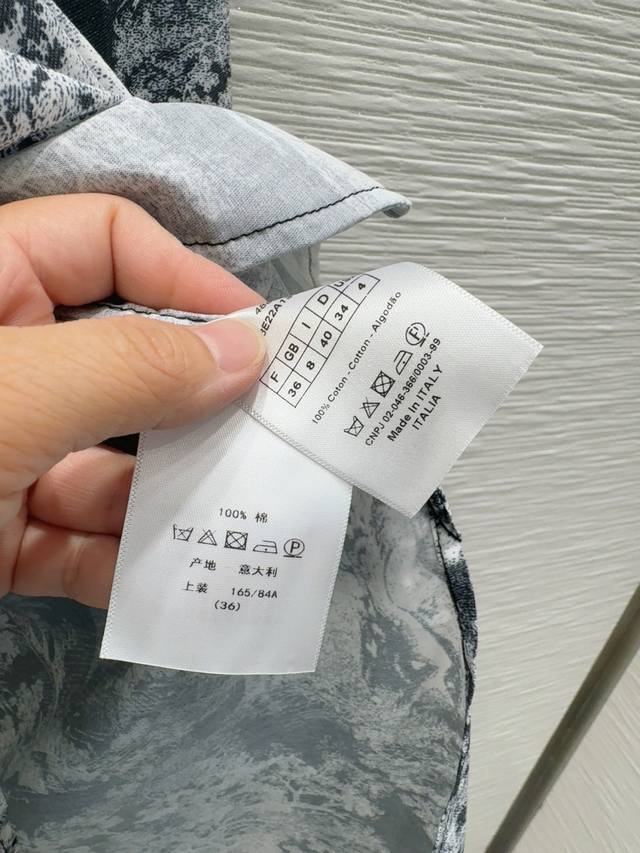 F GB I D
36 8 40 34 4
100% Coton - Cotton - Algodão
F
CNPJ 02-046-366/0003-99
Made In ITALY
ITALIA
100% 棉
P
产地 意大利
上装 165/84A
(36)